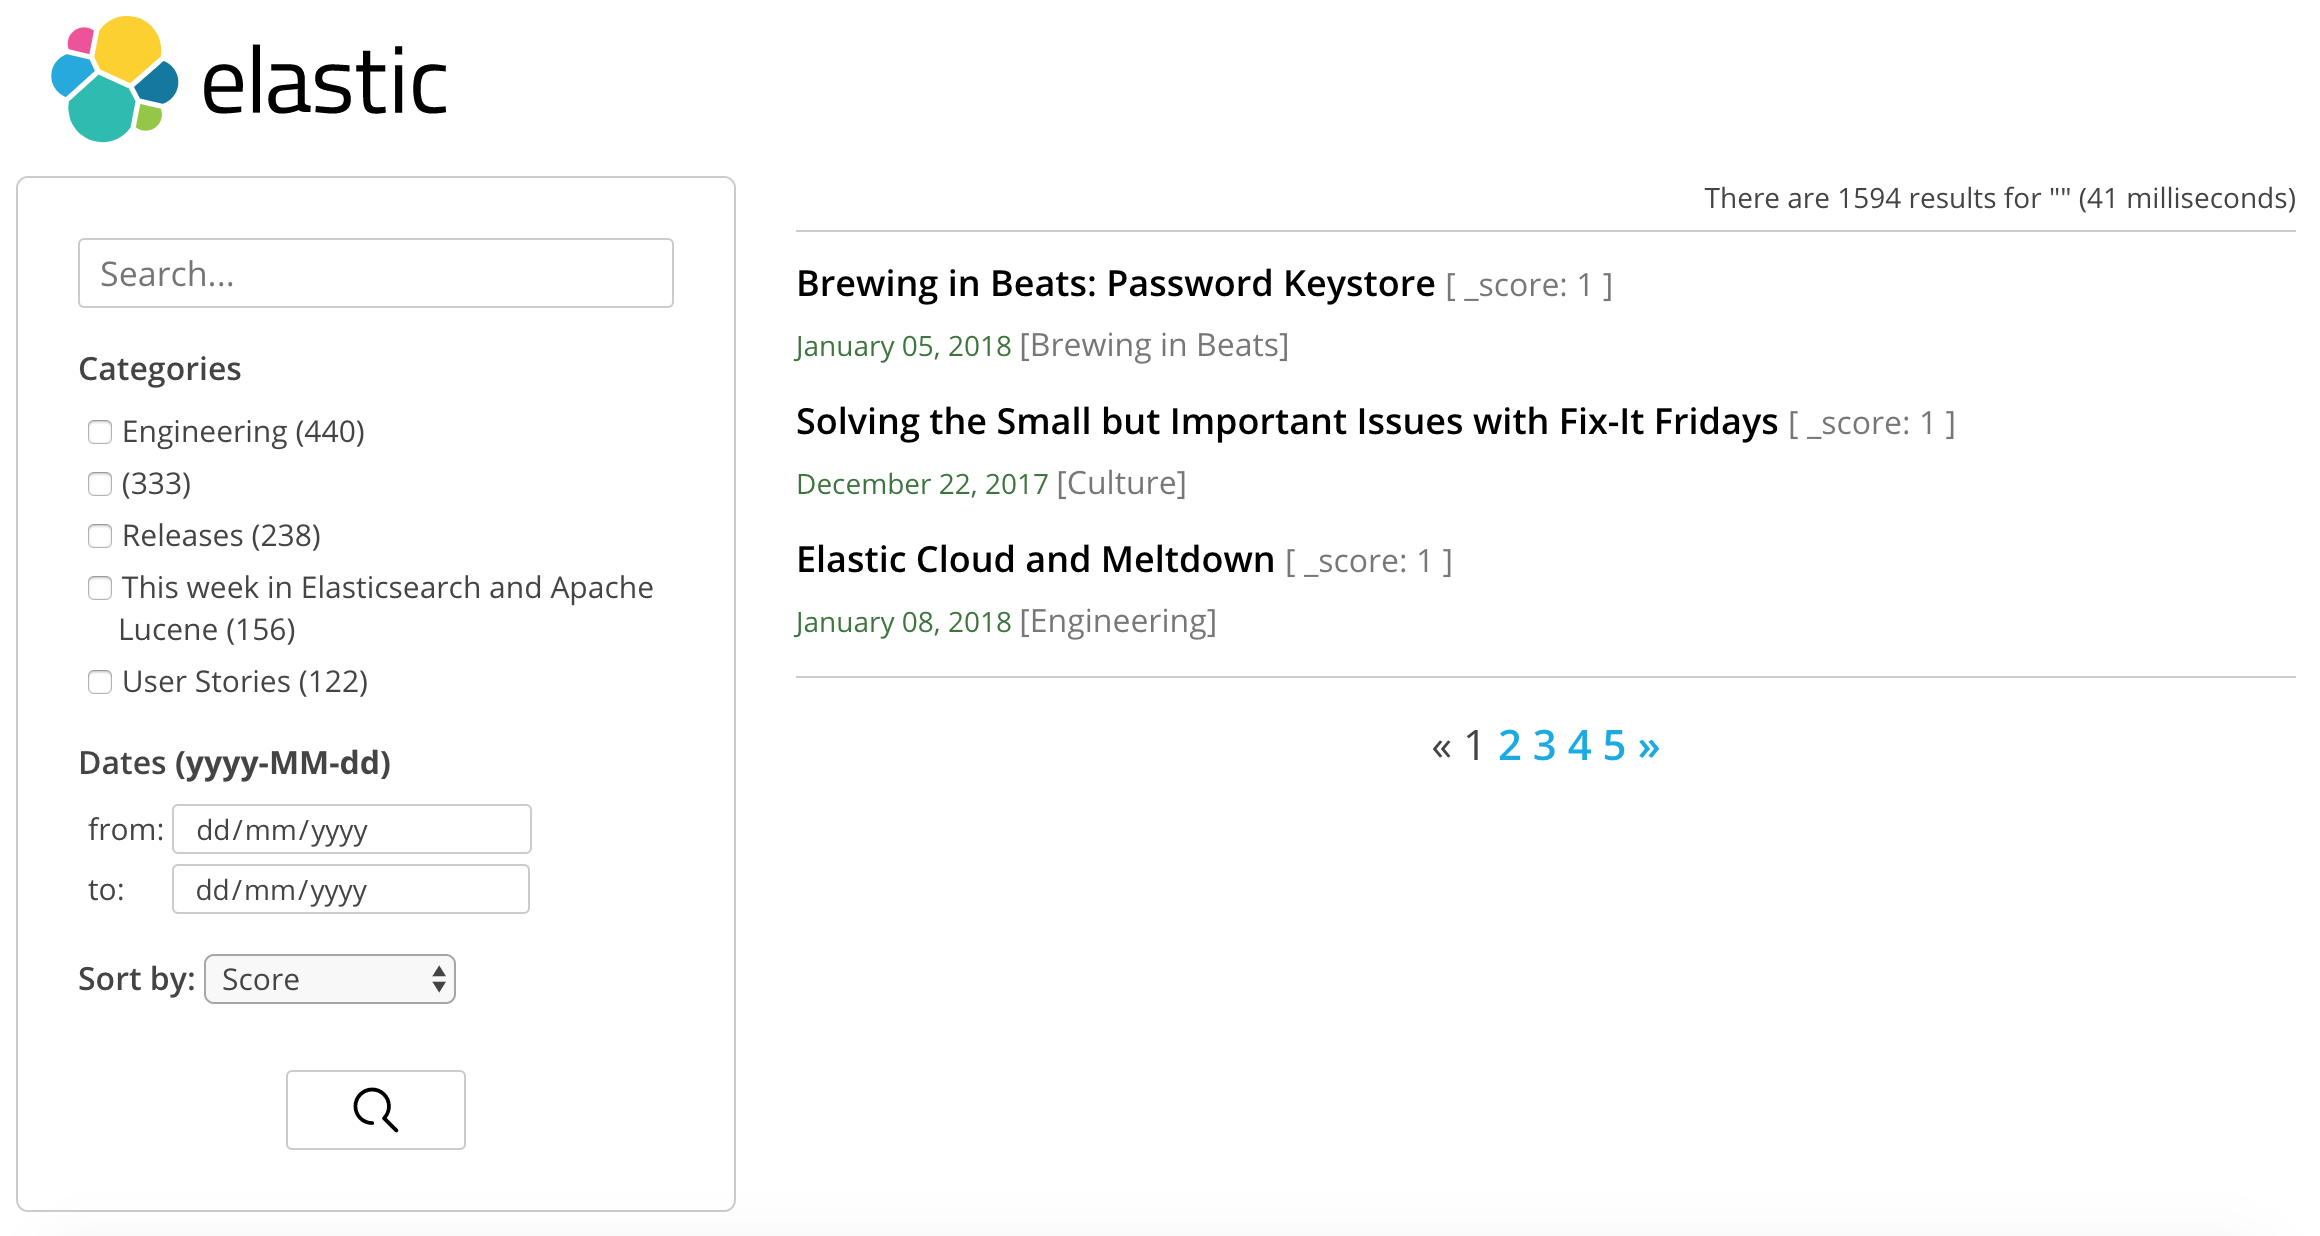 elastic
Search...
Categories
Engineering (440)
(333)
Releases (238)
This week in Elasticsearch and Apache
Lucene (156)
User Stories (122)
Dates (yyyy-MM-dd)
from: dd/mm/yyyy
to: dd/mm/yyyy
Sort by: Score
There are 1594 results for "" (41 milliseconds)
Brewing in Beats: Password Keystore [ _score: 1 ]
January 05, 2018 [Brewing in Beats]
Solving the Small but Important Issues with Fix-It Fridays [ _score: 1 ]
December 22, 2017 [Culture]
Elastic Cloud and Meltdown [ _score: 1 ]
January 08, 2018 [Engineering]
« 1 2 3 4 5 »